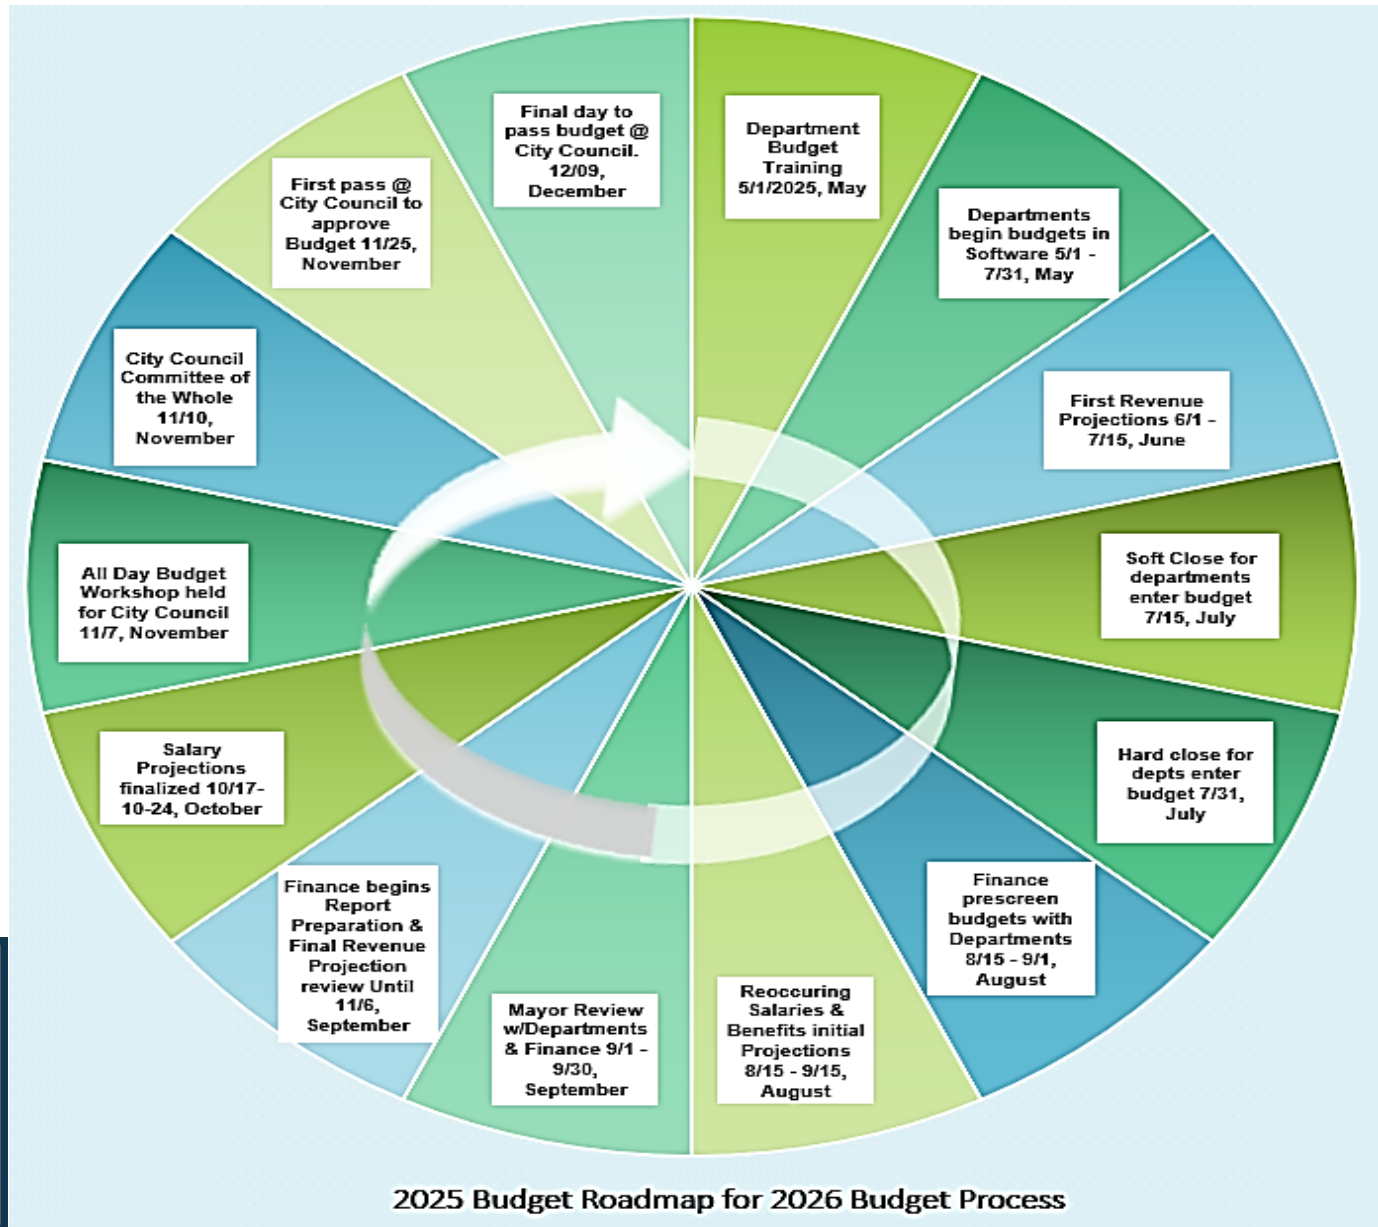 Department
Budget
Training
5/1/2025, May
Departments
begin budgets in
Software 5/1 -
7/31, May
First Revenue
Projections 6/1 -
7/15, June
Soft Close for
departments
enter budget
7/15, July
Hard close for
depts enter
budget 7/31,
July
Finance
prescreen
budgets with
Departments
8/15 - 9/1,
August
Reoccuring
Salaries &
Benefits initial
Projections
8/15 - 9/15,
August
Mayor Review
w/Departments
& Finance 9/1 -
9/30,
September
Finance begins
Report
Preparation &
Final Revenue
Projection
review Until
11/6,
September
Salary
Projections
finalized 10/17-
10-24, October
All Day Budget
Workshop held
for City Council
11/7, November
City Council
Committee of
the Whole
11/10,
November
First pass @
City Council to
approve
Budget 11/25,
November
Final day to
pass budget @
City Council.
12/09,
December
2025 Budget Roadmap for 2026 Budget Process